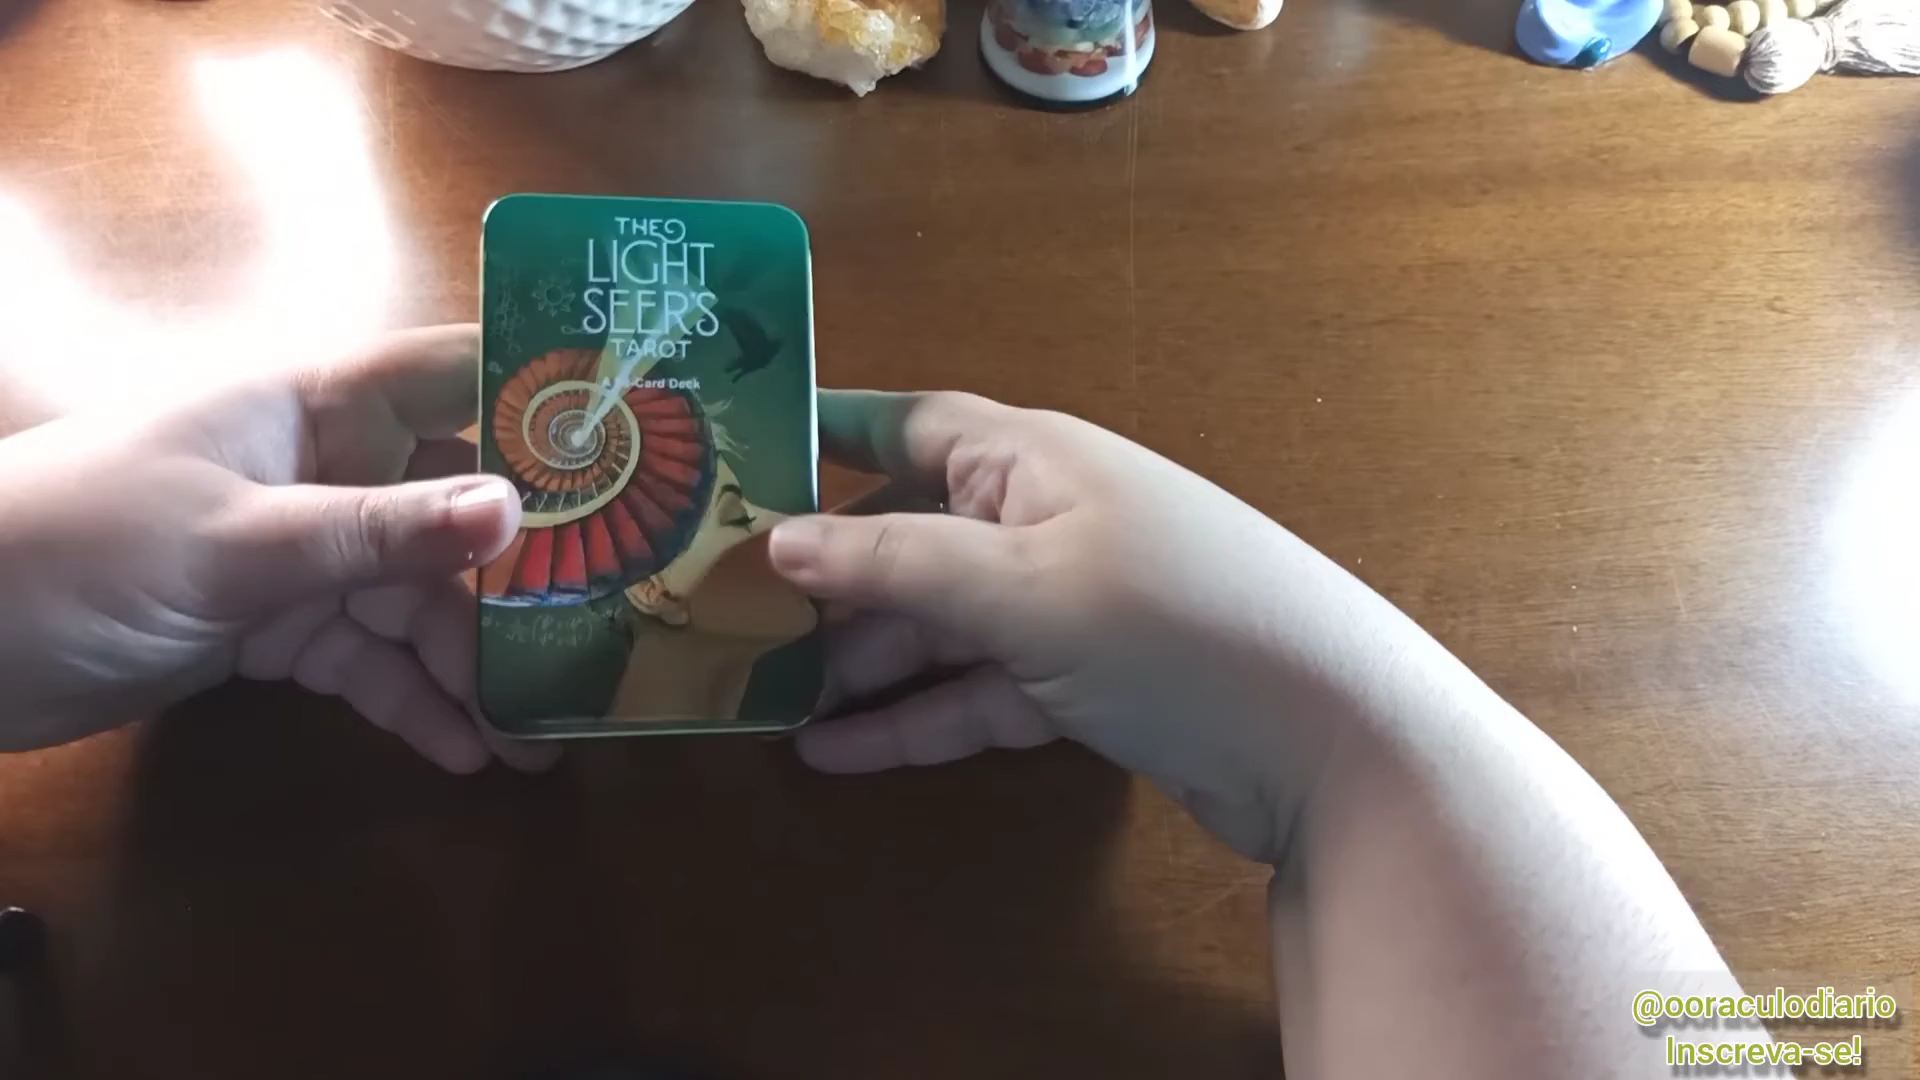 THE
LIGHT
SEER'S
TAROT
Card Deck
@ooraculodiario
Inscreva-se!